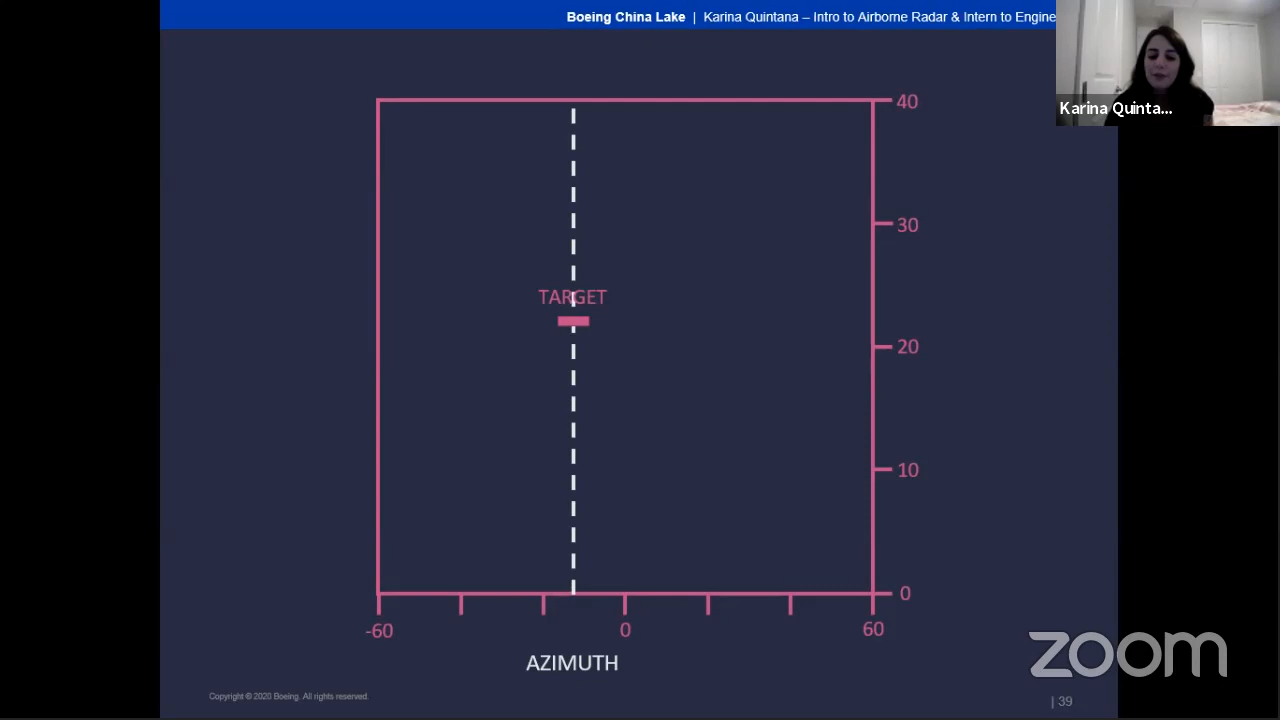 Boeing China Lake | Karina Quintana – Intro to Airborne Radar & Intern to Engine
Karina Quinta...
40
30
TARGET
20
10
0
-60 0 60
AZIMUTH
zoom
Copyright © 2020 Boeing. All rights reserved.
| 39